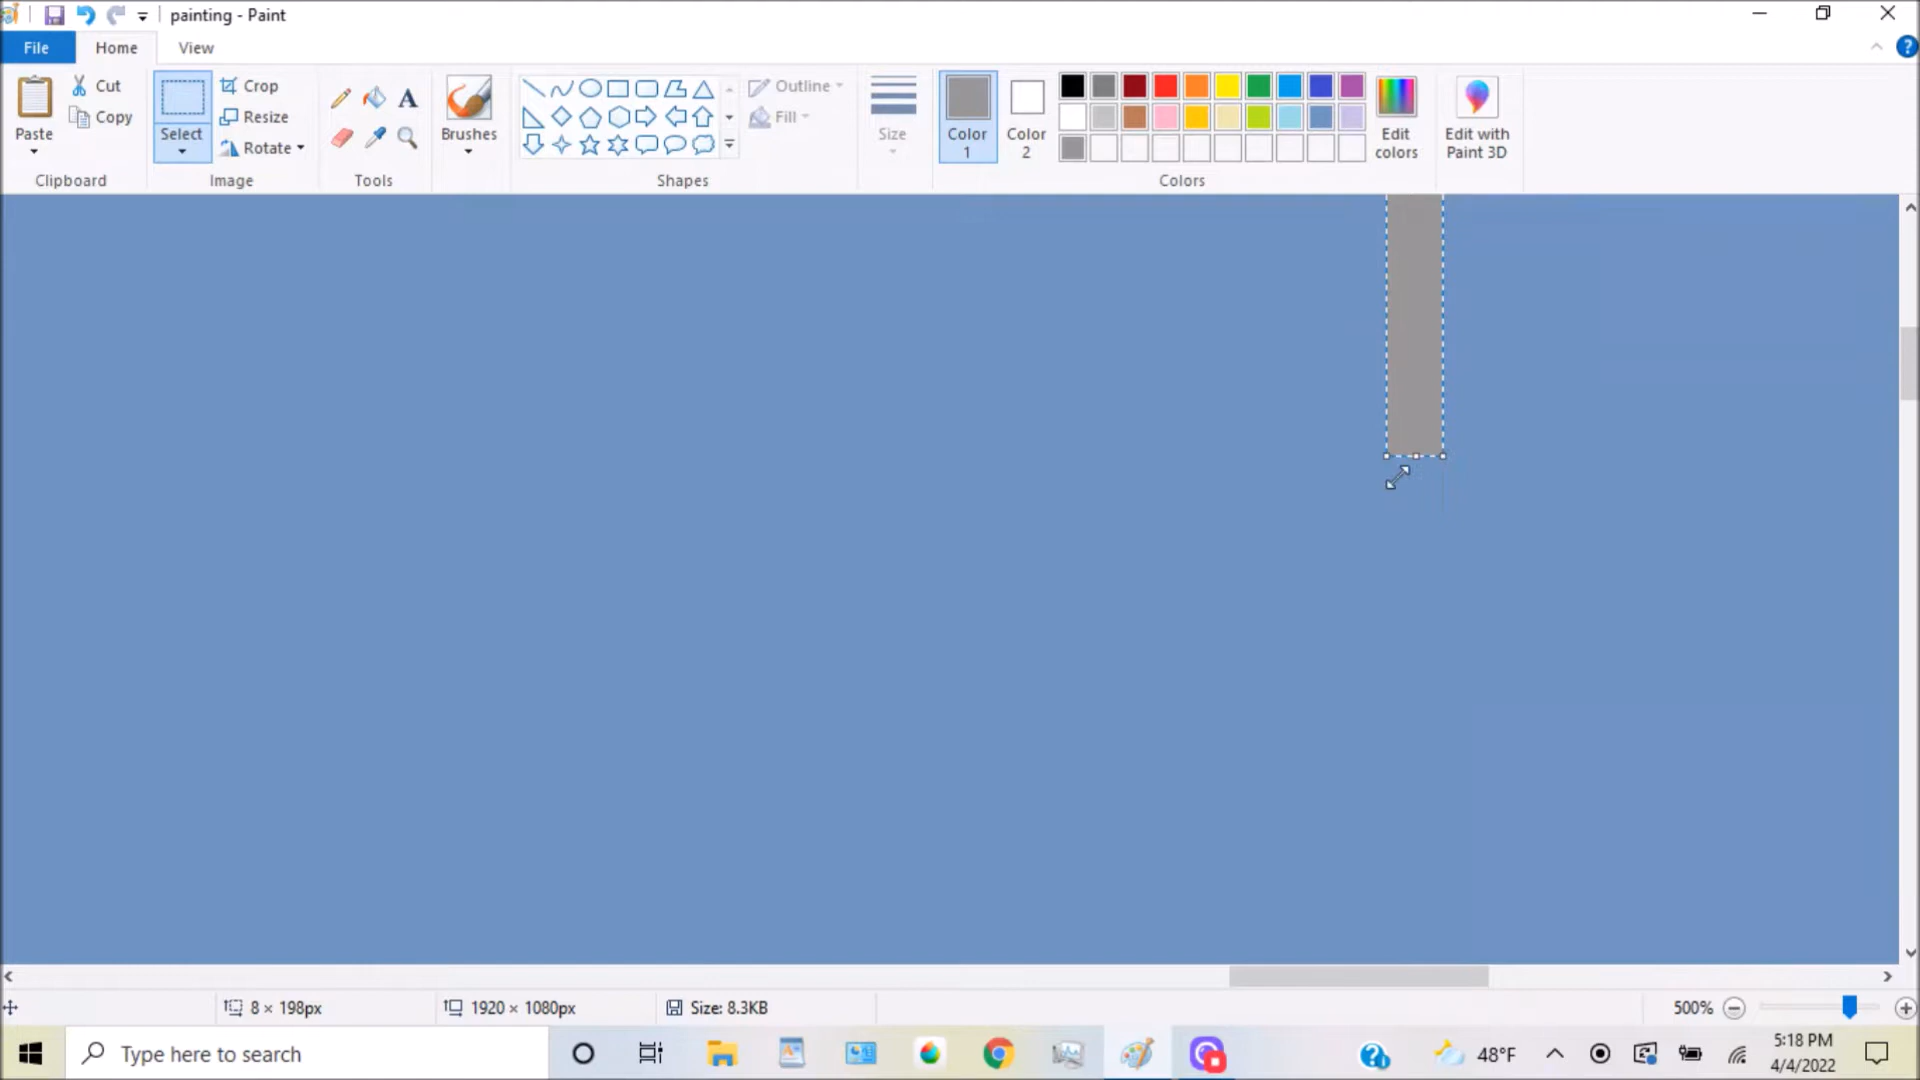 painting - Paint
File Home View
Paste
Cut
Copy
Clipboard
Select
Crop
Resize
Rotate
Image
A
Tools
Brushes
Shapes
Outline
Fill
Size
Color 1
Color 2
Edit colors
Colors
Edit with Paint 3D
?
8 × 198px
1920 × 1080px
Size: 8.3KB
500%
Type here to search
?
48°F
5:18 PM
4/4/2022